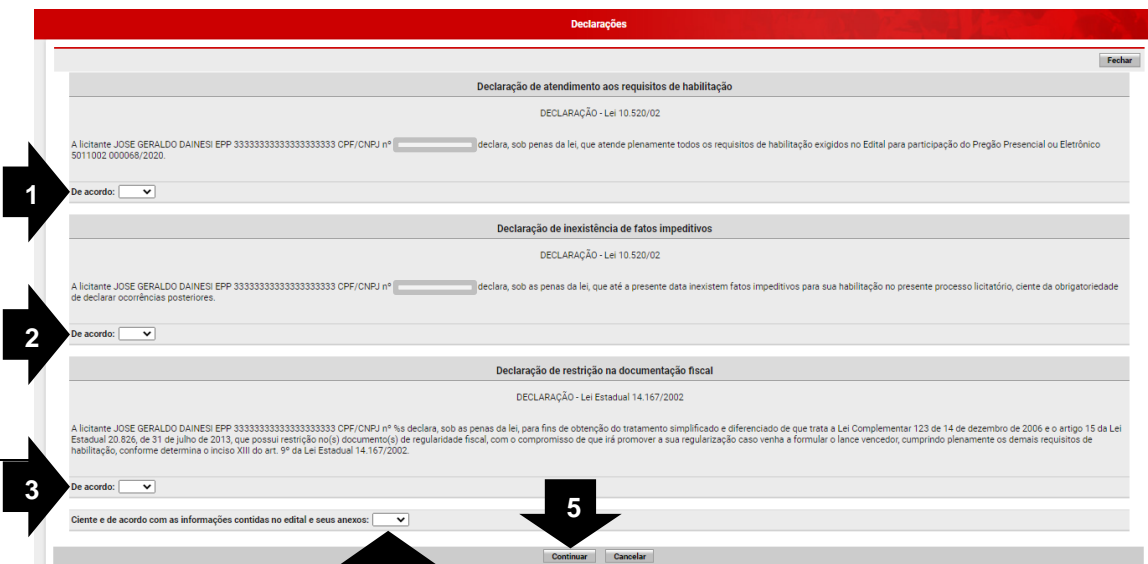 Declarações
Fechar
Declaração de atendimento aos requisitos de habilitação
DECLARAÇÃO - Lei 10.520/02
A licitante JOSE GERALDO DAINESI EPP 33333333333333333333 CPF/CNPJ nº declara, sob penas da lei, que atende plenamente todos os requisitos de habilitação exigidos no Edital para participação do Pregão Presencial ou Eletrônico
5011002 000068/2020.
1
De acordo:
Declaração de inexistência de fatos impeditivos
DECLARAÇÃO - Lei 10.520/02
A licitante JOSE GERALDO DAINESI EPP 33333333333333333333 CPF/CNPJ nº declara, sob as penas da lei, que até a presente data inexistem fatos impeditivos para sua habilitação no presente processo licitatório, ciente da obrigatoriedade
de declarar ocorrências posteriores.
2
De acordo:
Declaração de restrição na documentação fiscal
DECLARAÇÃO - Lei Estadual 14.167/2002
A licitante JOSE GERALDO DAINESI EPP 33333333333333333333 CPF/CNPJ nº %s declara, sob as penas da lei, para fins de obtenção do tratamento simplificado e diferenciado de que trata a Lei Complementar 123 de 14 de dezembro de 2006 e o artigo 15 da Lei
Estadual 20.826, de 31 de julho de 2013, que possui restrição no(s) documento(s) de regularidade fiscal, com o compromisso de que irá promover a sua regularização caso venha a formular o lance vencedor, cumprindo plenamente os demais requisitos de
habilitação, conforme determina o inciso XIII do art. 9º da Lei Estadual 14.167/2002.
3
De acordo:
5
Ciente e de acordo com as informações contidas no edital e seus anexos:
Continuar Cancelar